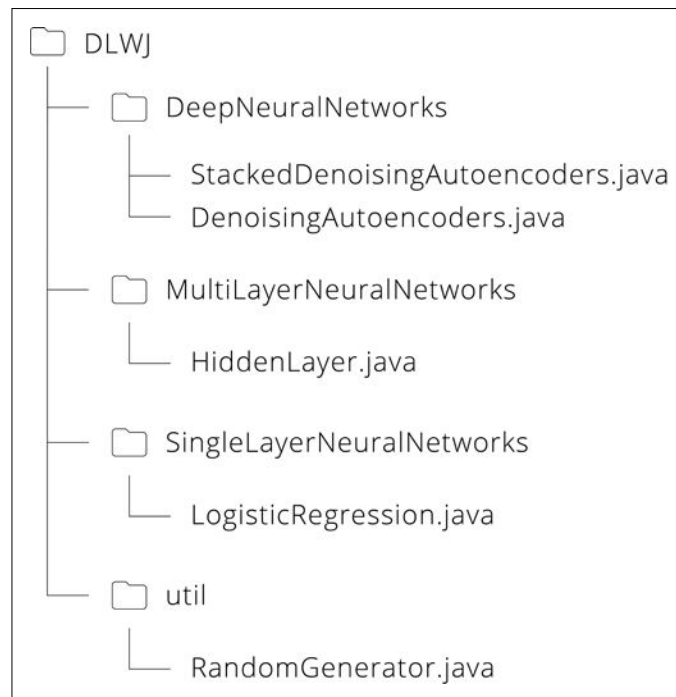 DLWJ
DeepNeuralNetworks
StackedDenoisingAutoencoders.java
DenoisingAutoencoders.java
MultiLayerNeuralNetworks
HiddenLayer.java
SingleLayerNeuralNetworks
LogisticRegression.java
util
RandomGenerator.java